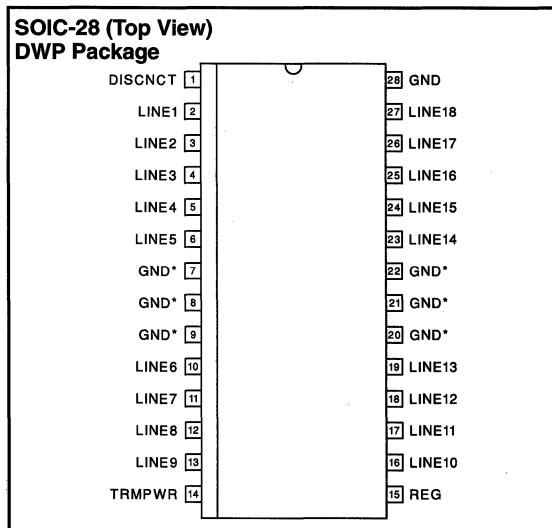 SOIC-28 (Top View)
DWP Package
DISCNCT 1 28 GND
LINE1 2 27 LINE18
LINE2 3 26 LINE17
LINE3 4 25 LINE16
LINE4 5 24 LINE15
LINE5 6 23 LINE14
GND* 7 22 GND*
GND* 8 21 GND*
GND* 9 20 GND*
LINE6 10 19 LINE13
LINE7 11 18 LINE12
LINE8 12 17 LINE11
LINE9 13 16 LINE10
TRMPWR 14 15 REG